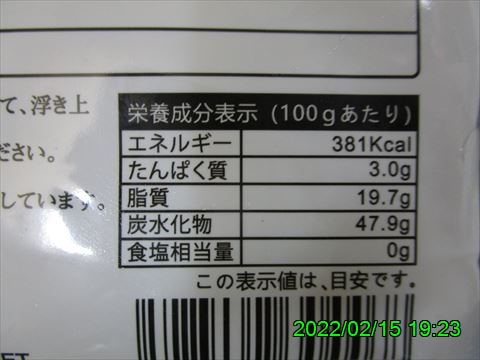 て、浮き上
ださい。
しています。
栄養成分表示 (100gあたり)
エネルギー 381Kcal
たんぱく質 3.0g
脂質 19.7g
炭水化物 47.9g
食塩相当量 0g
この表示値は、目安です。
2022/02/15 19:23